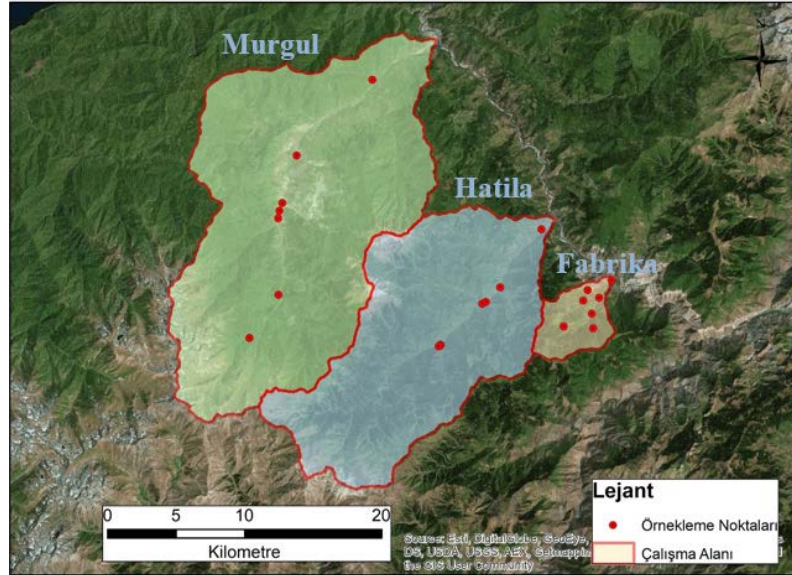 Murgul
Hatila
Fabrika
0 5 10 20
Kilometre
Lejant
Örnekleme Noktaları
Çalışma Alanı
Source: Esri, DigitalGlobe, GeoEye,
DS, USDA, USGS, AEX, Getmappin
the GIS User Community